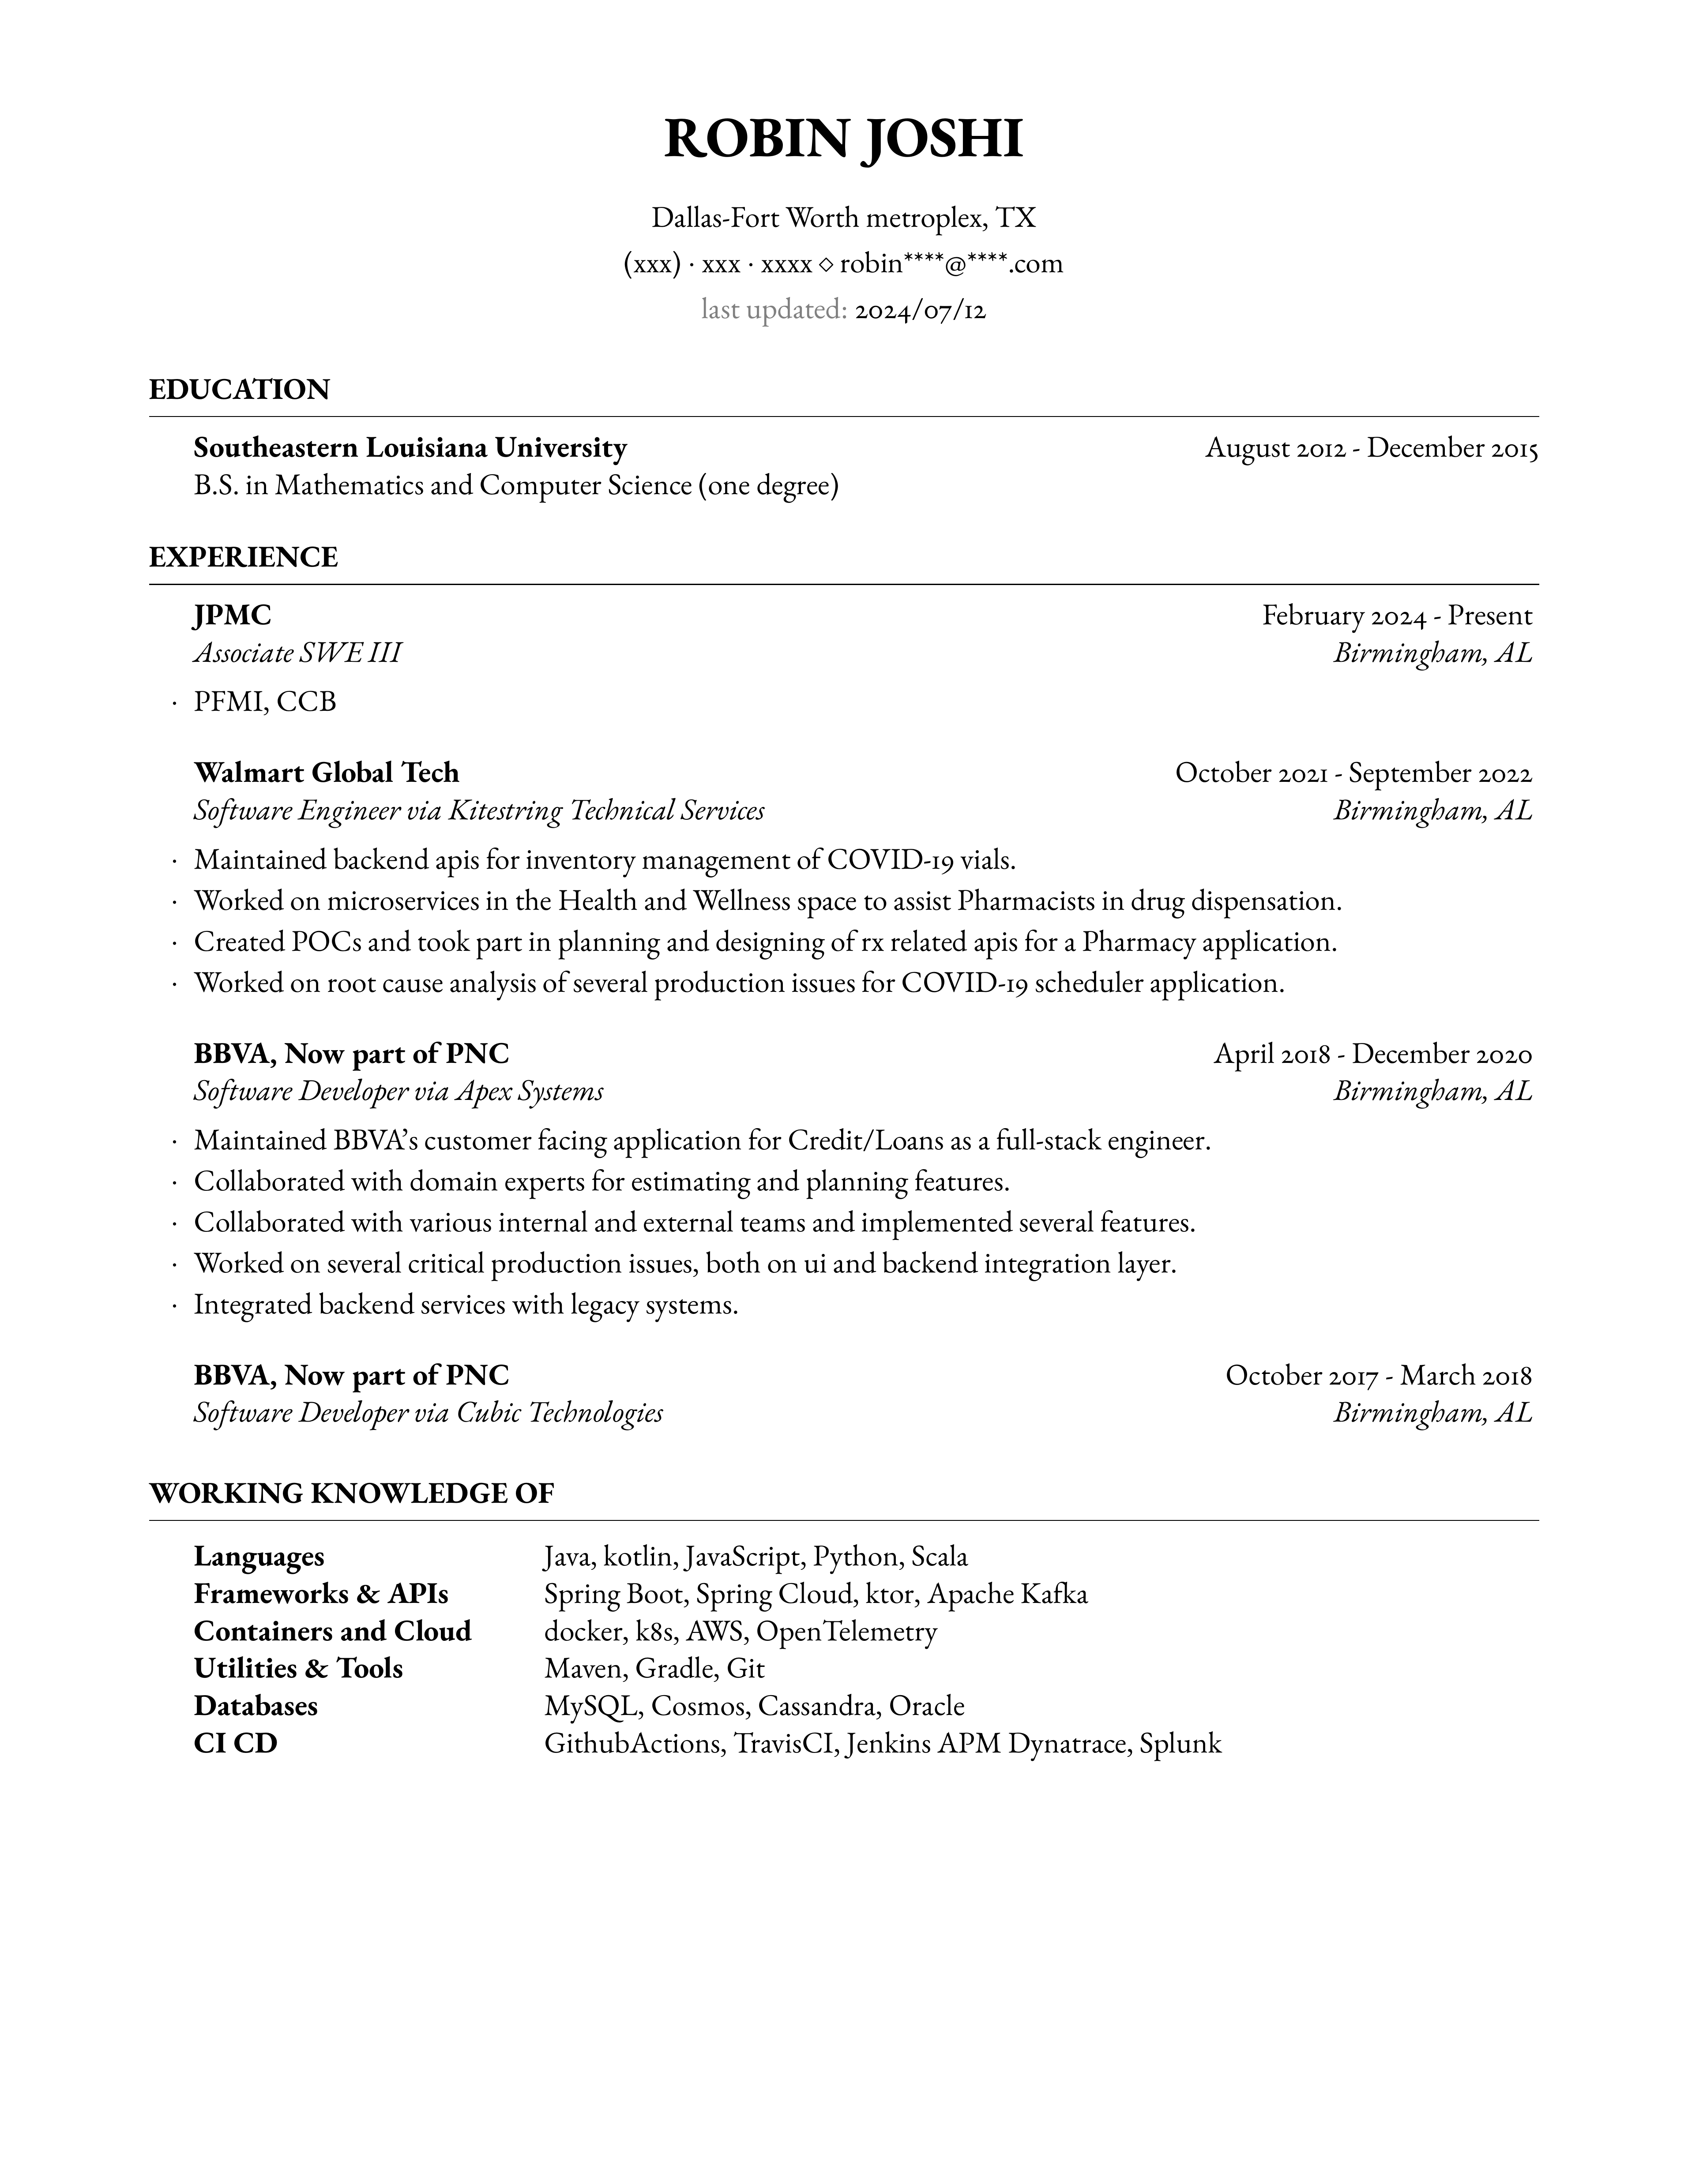 ROBIN JOSHI
Dallas-Fort Worth metroplex, TX
(xxx) · xxx · xxxx ⋄ robin****@****.com
last updated: 2024/07/12
EDUCATION
Southeastern Louisiana University August 2012 - December 2015
B.S. in Mathematics and Computer Science (one degree)
EXPERIENCE
JPMC February 2024 - Present
Associate SWE III Birmingham, AL
· PFMI, CCB
Walmart Global Tech October 2021 - September 2022
Software Engineer via Kitestring Technical Services Birmingham, AL
· Maintained backend apis for inventory management of COVID-19 vials.
· Worked on microservices in the Health and Wellness space to assist Pharmacists in drug dispensation.
· Created POCs and took part in planning and designing of rx related apis for a Pharmacy application.
· Worked on root cause analysis of several production issues for COVID-19 scheduler application.
BBVA, Now part of PNC April 2018 - December 2020
Software Developer via Apex Systems Birmingham, AL
· Maintained BBVA's customer facing application for Credit/Loans as a full-stack engineer.
· Collaborated with domain experts for estimating and planning features.
· Collaborated with various internal and external teams and implemented several features.
· Worked on several critical production issues, both on ui and backend integration layer.
· Integrated backend services with legacy systems.
BBVA, Now part of PNC October 2017 - March 2018
Software Developer via Cubic Technologies Birmingham, AL
WORKING KNOWLEDGE OF
Languages Java, kotlin, JavaScript, Python, Scala
Frameworks & APIs Spring Boot, Spring Cloud, ktor, Apache Kafka
Containers and Cloud docker, k8s, AWS, OpenTelemetry
Utilities & Tools Maven, Gradle, Git
Databases MySQL, Cosmos, Cassandra, Oracle
CI CD GithubActions, TravisCI, Jenkins APM Dynatrace, Splunk